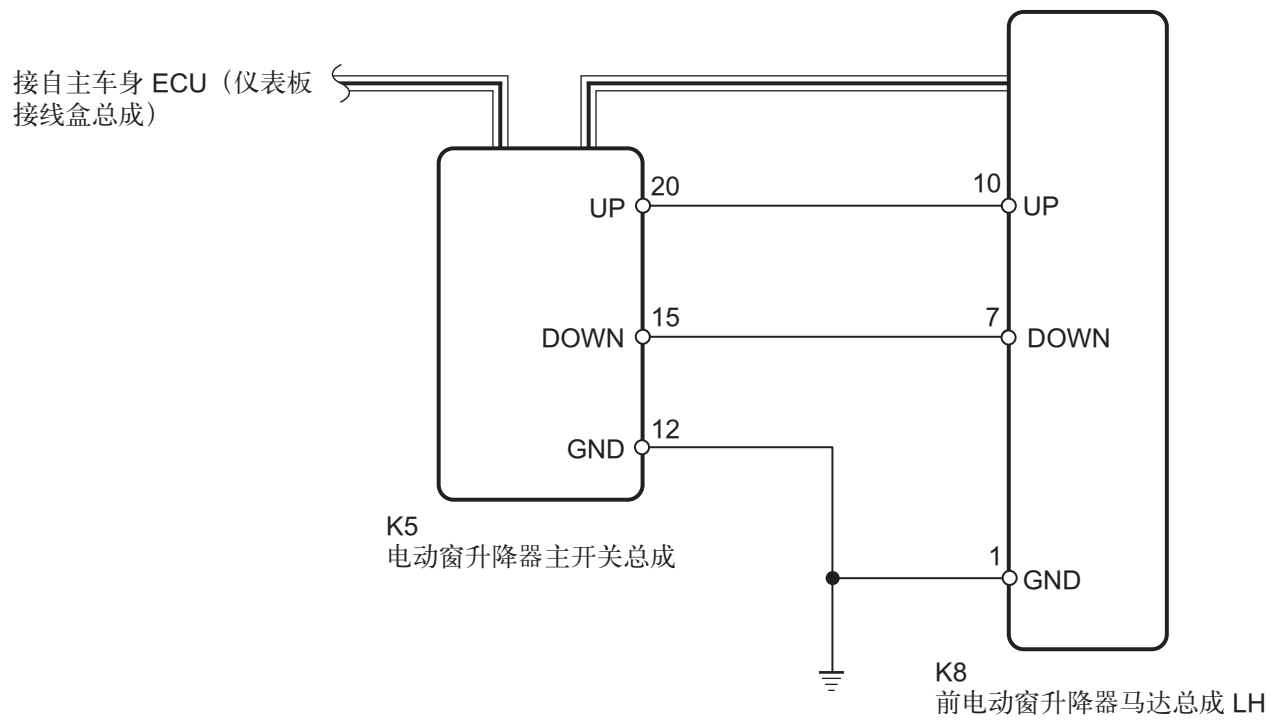 接自主车身 ECU（仪表板
接线盒总成）
20
10
UP
UP
15
7
DOWN
DOWN
12
GND
K5
电动窗升降器主开关总成
1
GND
K8
前电动窗升降器马达总成 LH